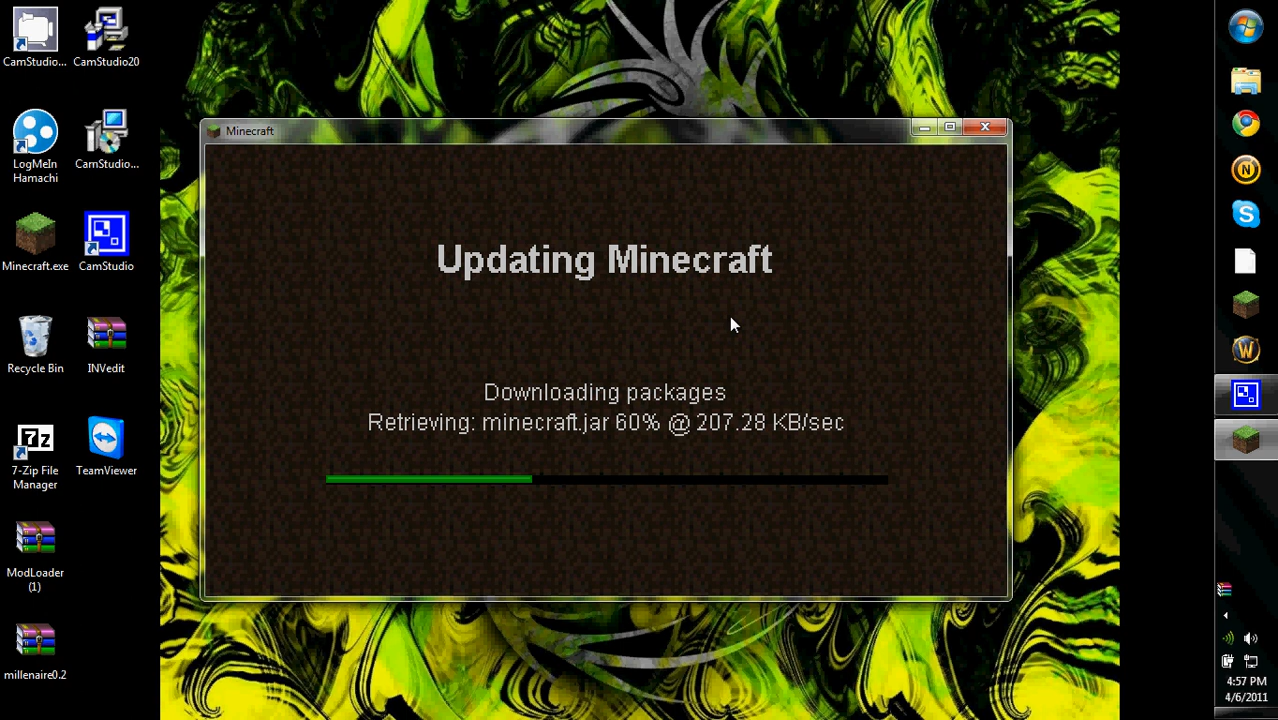 CamStudio...
CamStudio20
LogMeIn
Hamachi
CamStudio...
Minecraft.exe
CamStudio
Recycle Bin
INVedit
7-Zip File
Manager
TeamViewer
ModLoader
(1)
millenaire0.2
Minecraft
Updating Minecraft
Downloading packages
Retrieving: minecraft.jar 60% @ 207.28 KB/sec
4:57 PM
4/6/2011
7z
N
S
W